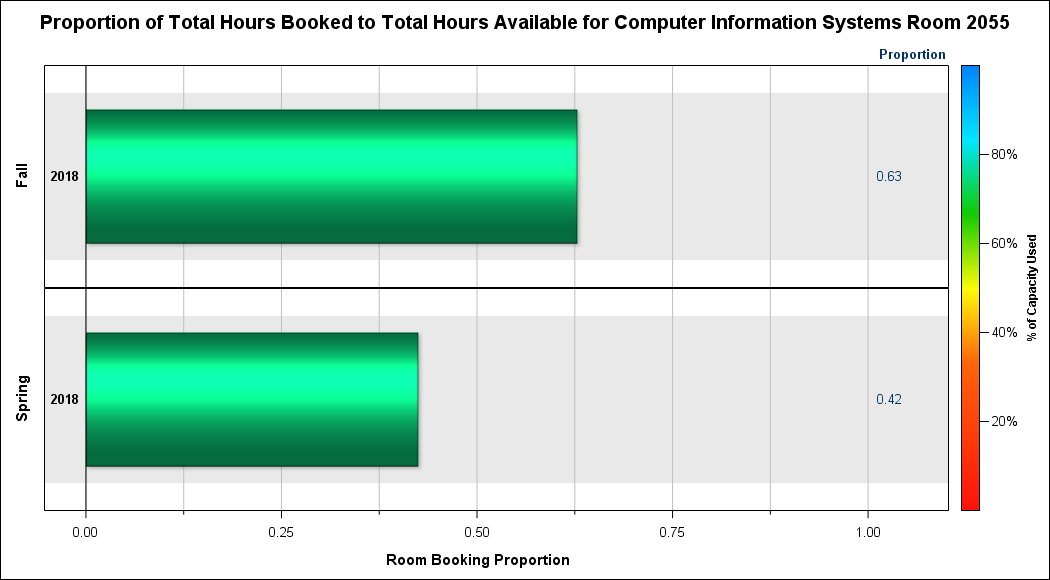 Proportion of Total Hours Booked to Total Hours Available for Computer Information Systems Room 2055
Proportion
Fall
2018
0.63
Spring
2018
0.42
80%
60%
40%
20%
% of Capacity Used
0.00 0.25 0.50 0.75 1.00
Room Booking Proportion